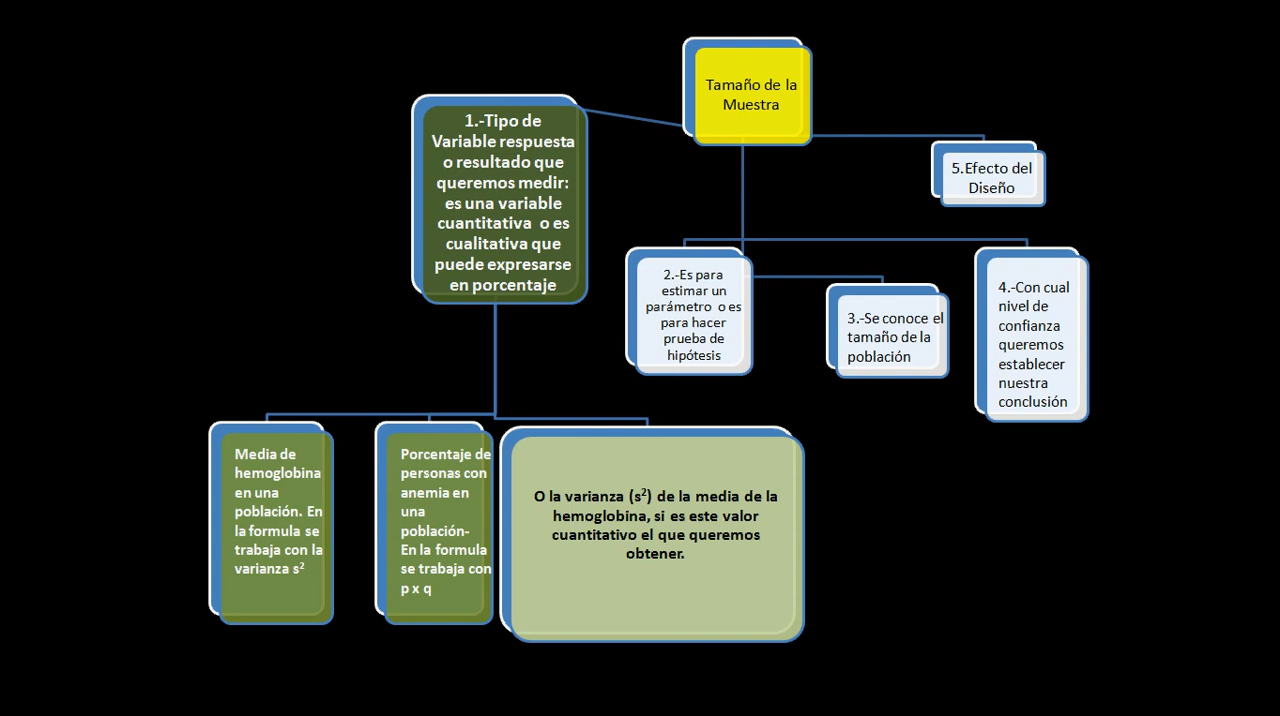 Tamaño de la
Muestra
1.-Tipo de
Variable respuesta
o resultado que
queremos medir:
es una variable
cuantitativa o es
cualitativa que
puede expresarse
en porcentaje
5.Efecto del
Diseño
2.-Es para
estimar un
parámetro o es
para hacer
prueba de
hipótesis
3.-Se conoce el
tamaño de la
población
4.-Con cual
nivel de
confianza
queremos
establecer
nuestra
conclusión
Media de
hemoglobina
en una
población. En
la formula se
trabaja con la
varianza s²
Porcentaje de
personas con
anemia en
una
población-
En la formula
se trabaja con
p x q
O la varianza (s²) de la media de la
hemoglobina, si es este valor
cuantitativo el que queremos
obtener.